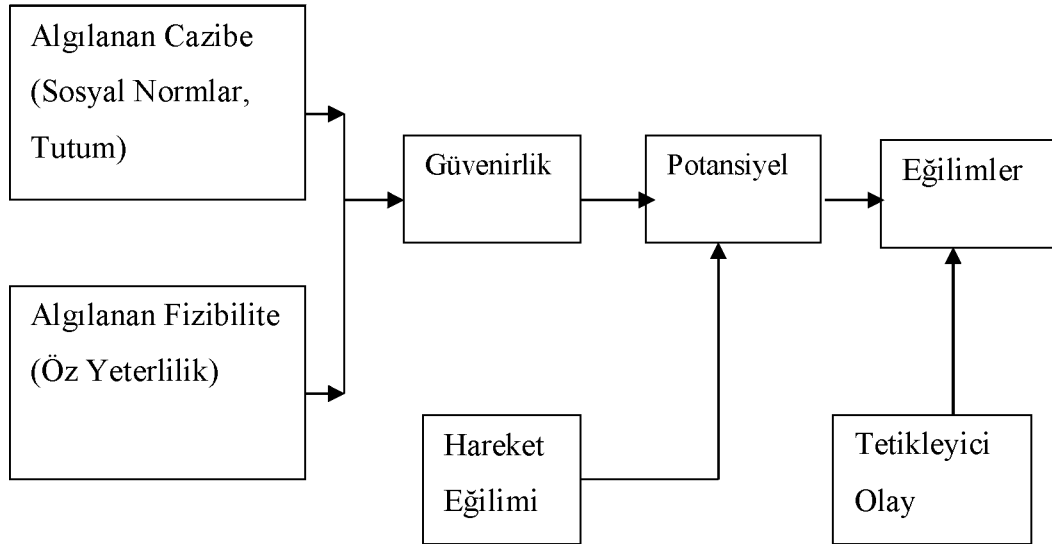 Algılanan Cazibe
(Sosyal Normlar,
Tutum)
Güvenirlik
Potansiyel
Eğilimler
Algılanan Fizibilite
(Öz Yeterlilik)
Hareket
Eğilimi
Tetikleyici
Olay